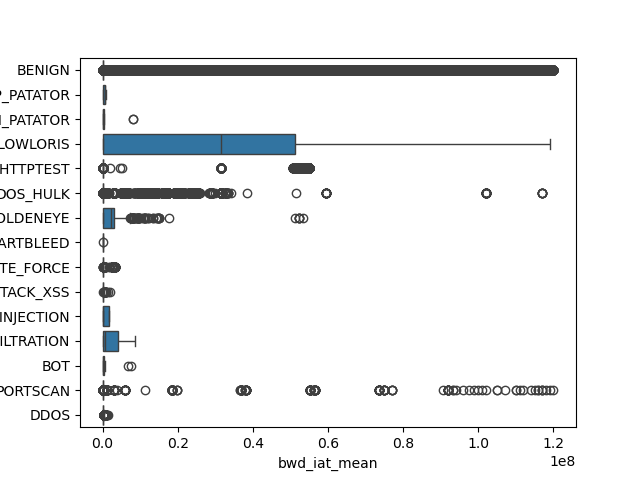 BENIGN
P_PATATOR
H_PATATOR
LOWLORIS
HTTPTEST
DOS_HULK
OLDENEYE
ARTBLEED
TE_FORCE
TACK_XSS
INJECTION
ILTRATION
BOT
PORTSCAN
DDOS
0.0 0.2 0.4 0.6 0.8 1.0 1.2
1e8
bwd_iat_mean